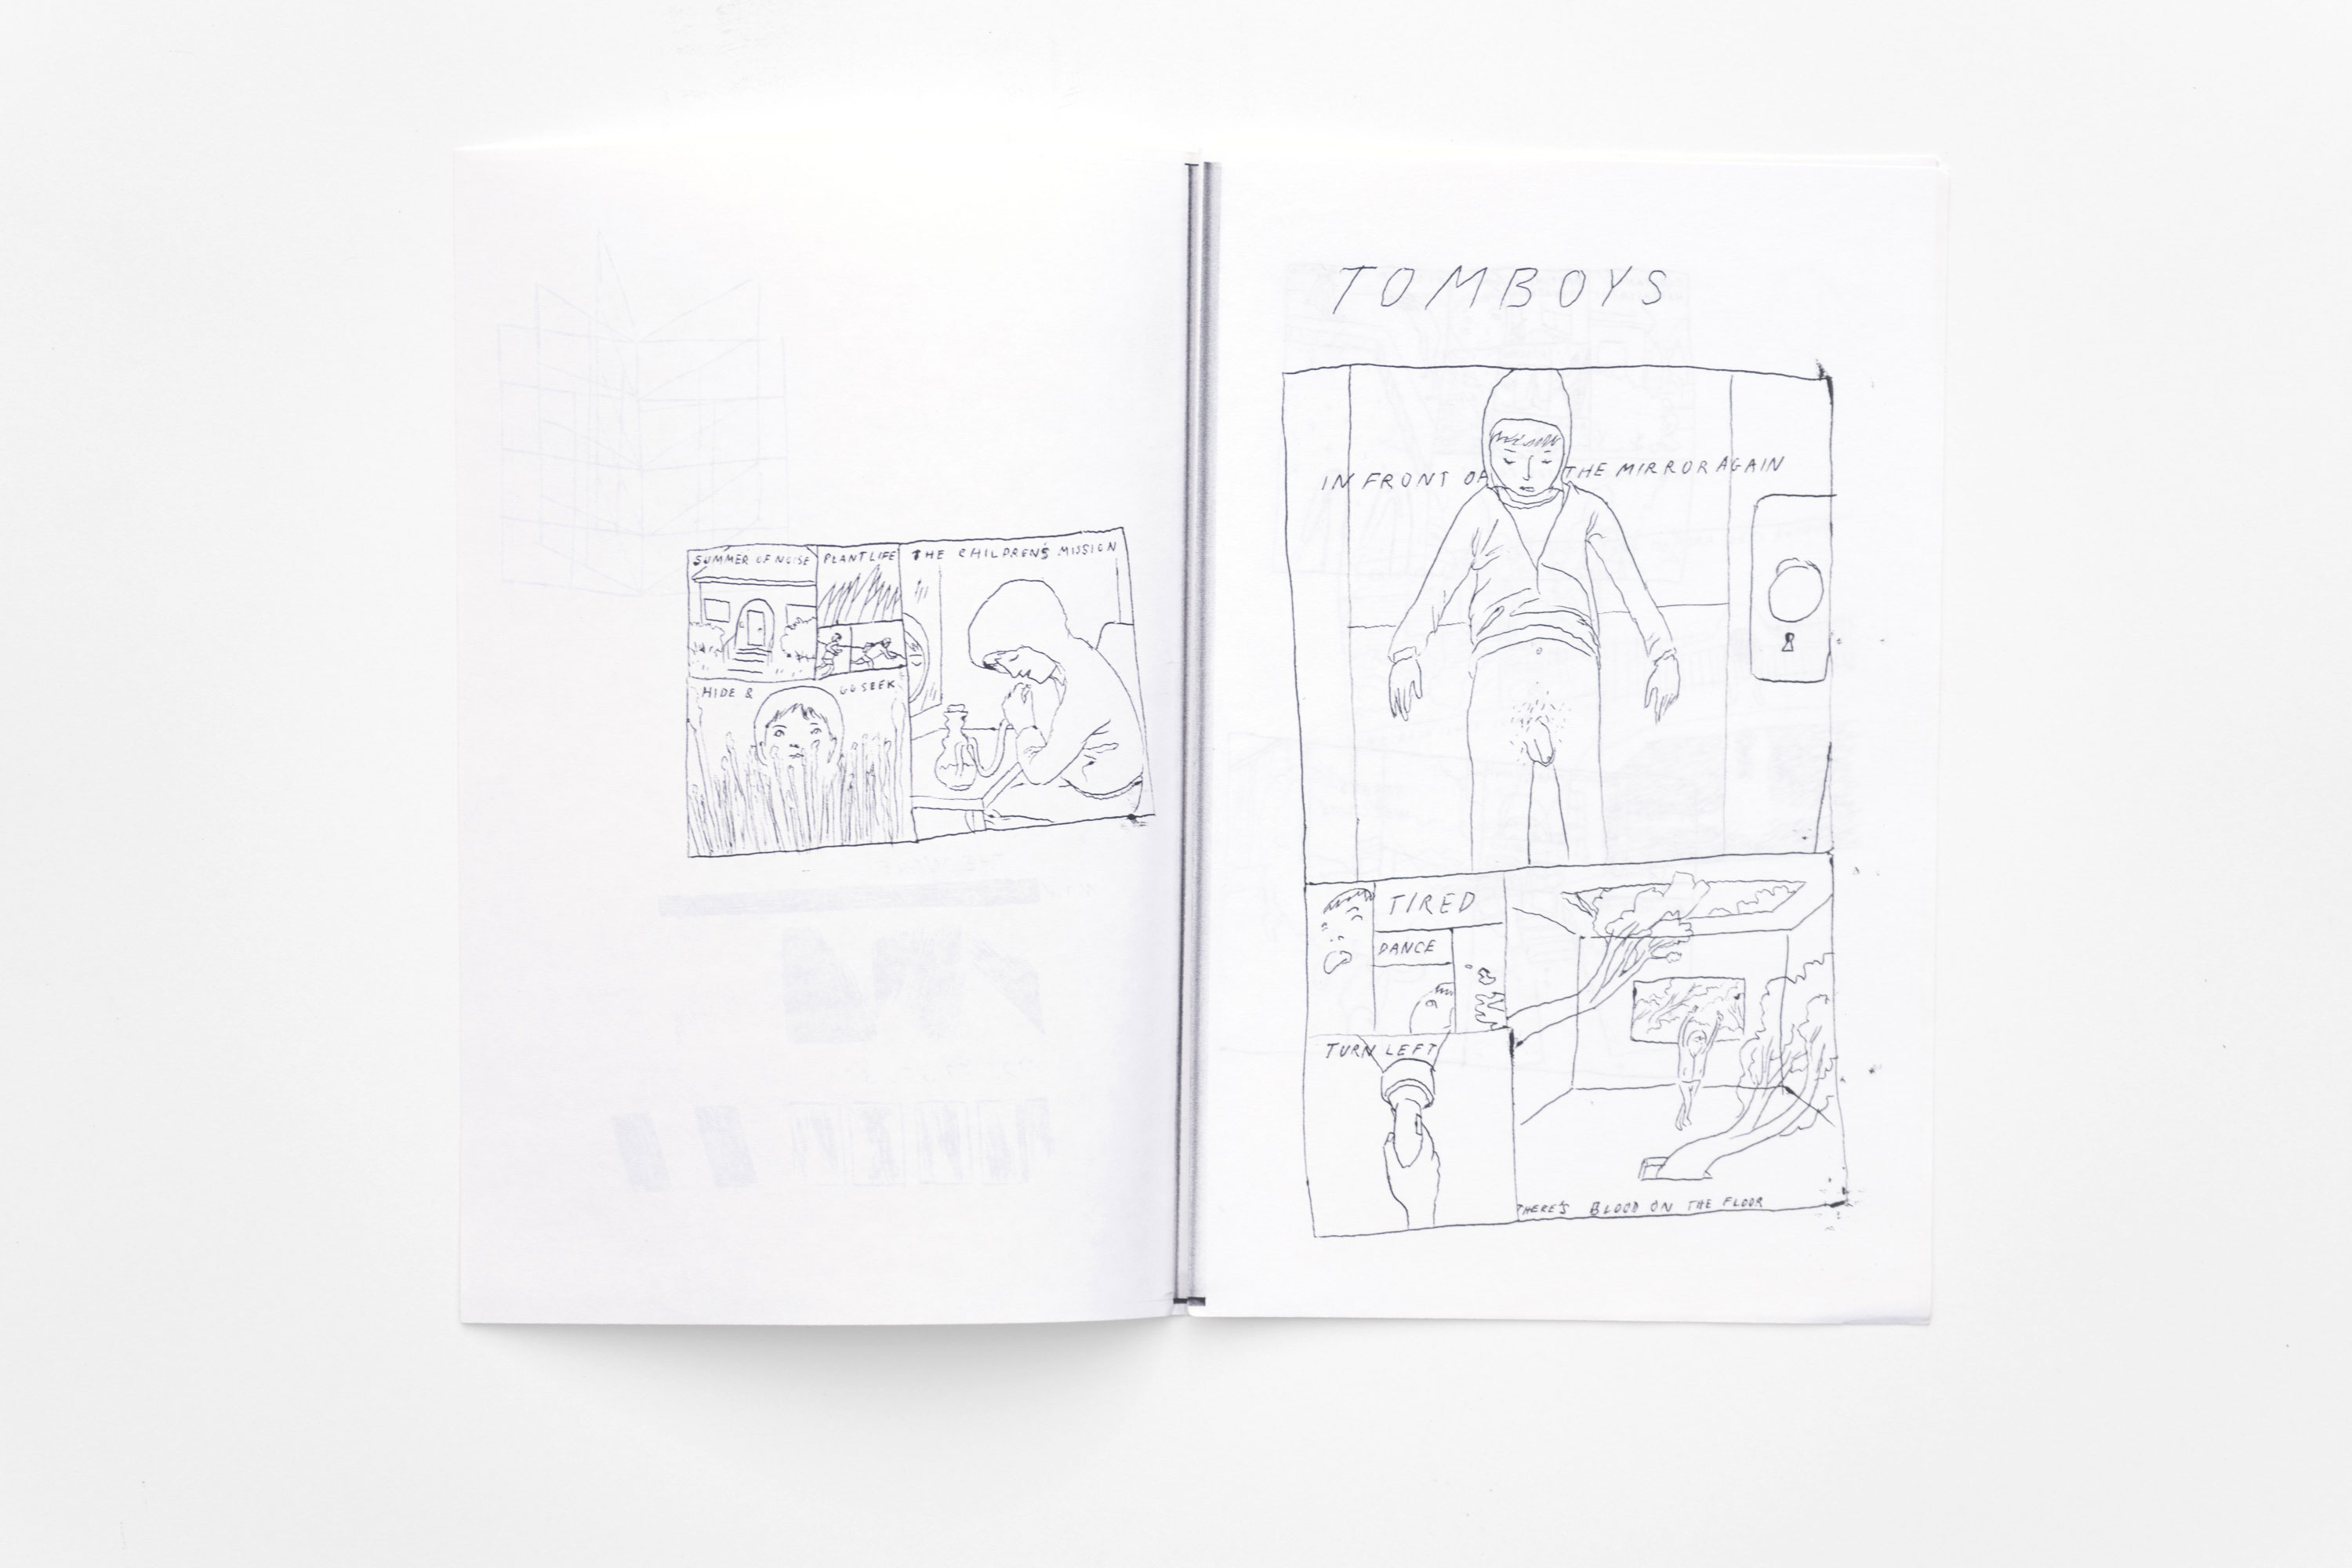 SUMMER OF NOISE
PLANT LIFE
THE CHILDREN'S MISSION
HIDE & GO SEEK
TOMBOYS
IN FRONT OF THE MIRROR AGAIN
TIRED
DANCE
TURN LEFT
THERE'S BLOOD ON THE FLOOR